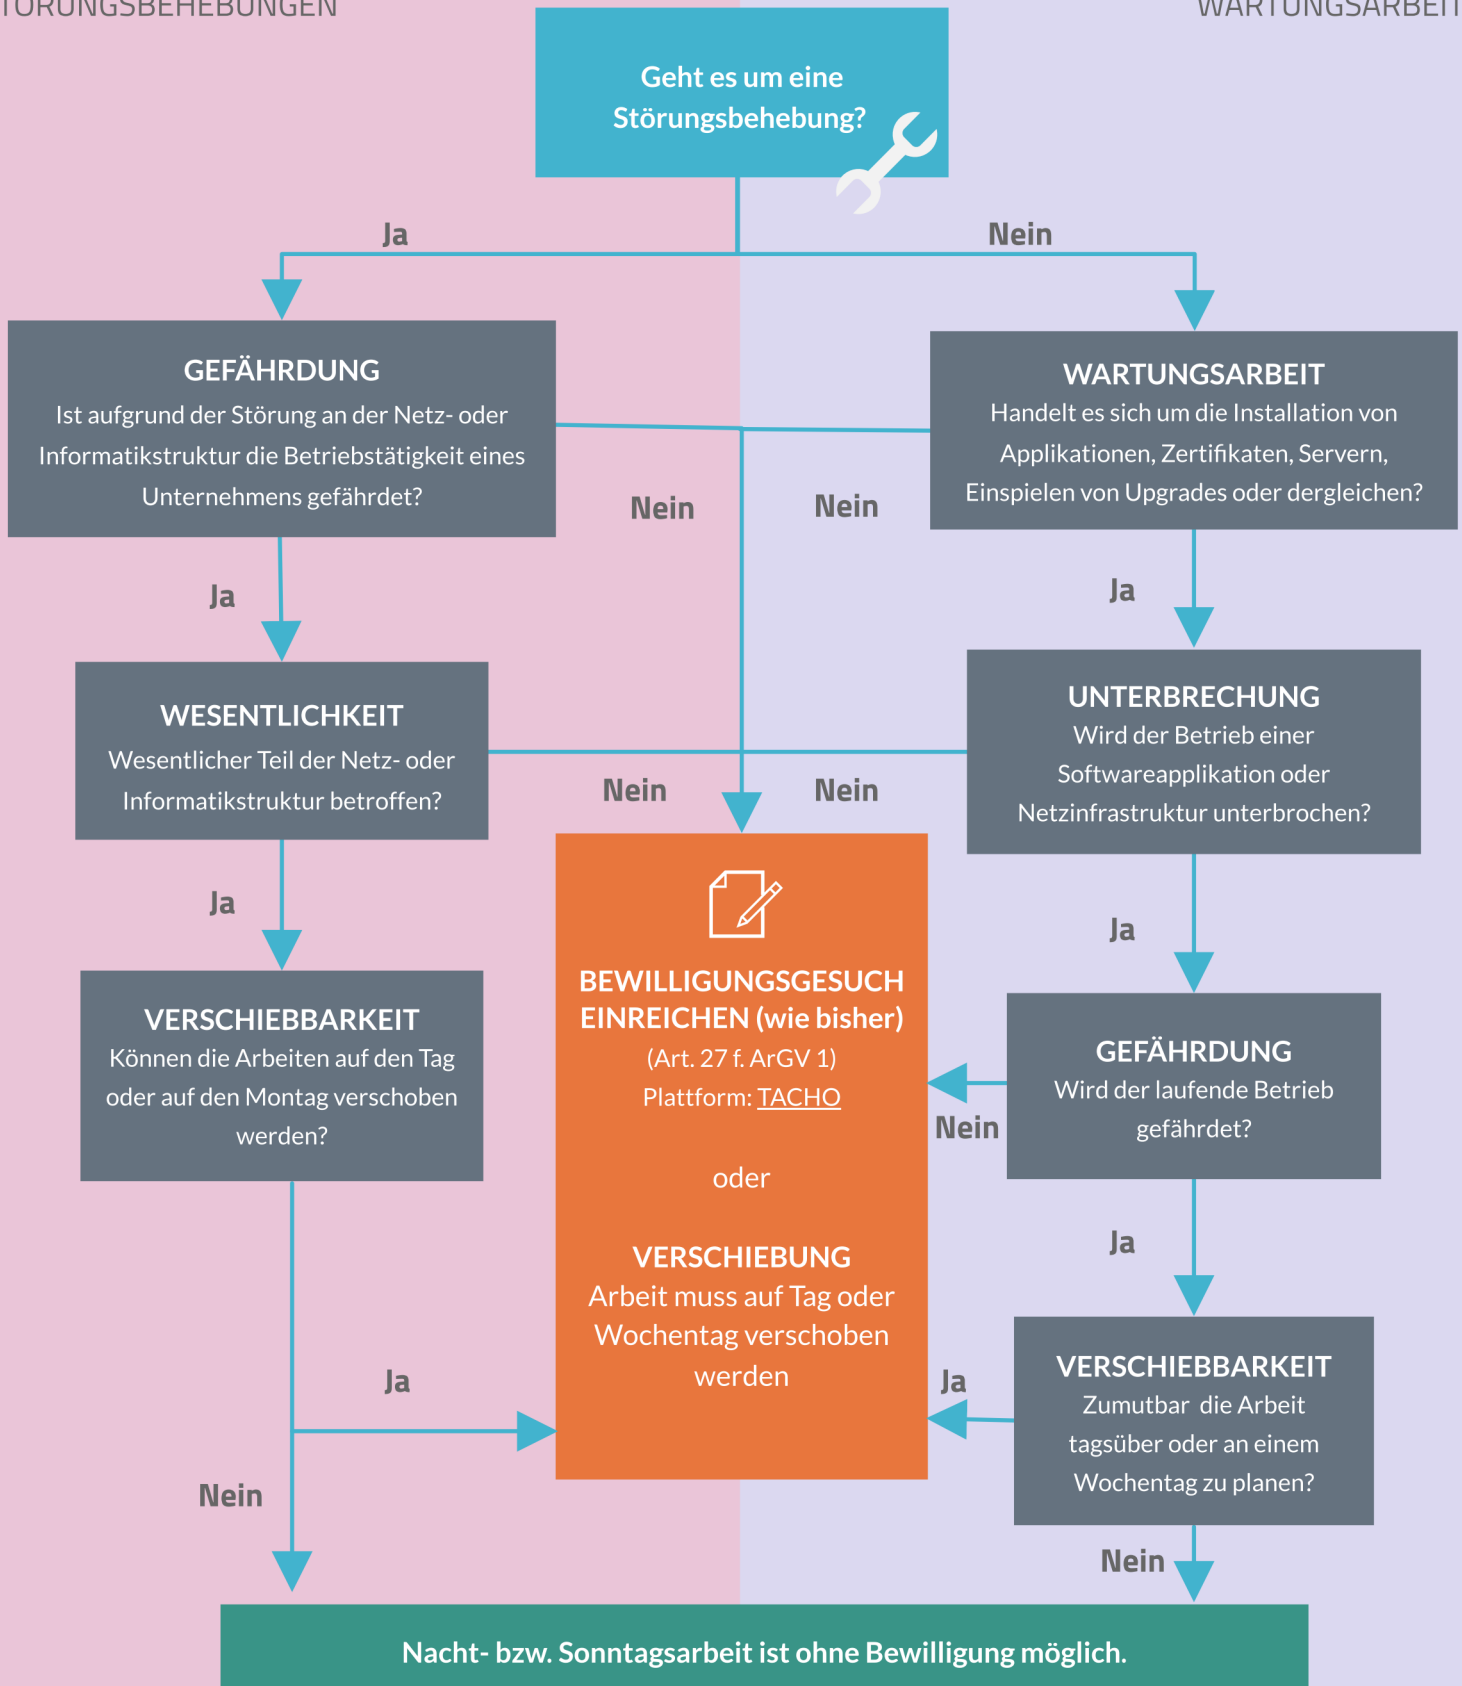 TÖRUNGSBEHEBUNGEN
WARTUNGSARBEIT
Geht es um eine
Störungsbehebung?
Ja
Nein
GEFÄHRDUNG
Ist aufgrund der Störung an der Netz- oder
Informatikstruktur die Betriebstätigkeit eines
Unternehmens gefährdet?
WARTUNGSARBEIT
Handelt es sich um die Installation von
Applikationen, Zertifikaten, Servern,
Einspielen von Upgrades oder dergleichen?
Nein
Nein
Ja
Ja
WESENTLICHKEIT
Wesentlicher Teil der Netz- oder
Informatikstruktur betroffen?
UNTERBRECHUNG
Wird der Betrieb einer
Softwareapplikation oder
Netzinfrastruktur unterbrochen?
Nein
Nein
Ja
Ja
VERSCHIEBBARKEIT
Können die Arbeiten auf den Tag
oder auf den Montag verschoben
werden?
BEWILLIGUNGSGESUCH
EINREICHEN (wie bisher)
(Art. 27 f. ArGV 1)
Plattform: TACHO
oder
VERSCHIEBUNG
Arbeit muss auf Tag oder
Wochentag verschoben
werden
GEFÄHRDUNG
Wird der laufende Betrieb
gefährdet?
Nein
Ja
VERSCHIEBBARKEIT
Zumutbar die Arbeit
tagsüber oder an einem
Wochentag zu planen?
Ja
Ja
Nein
Nein
Nacht- bzw. Sonntagsarbeit ist ohne Bewilligung möglich.